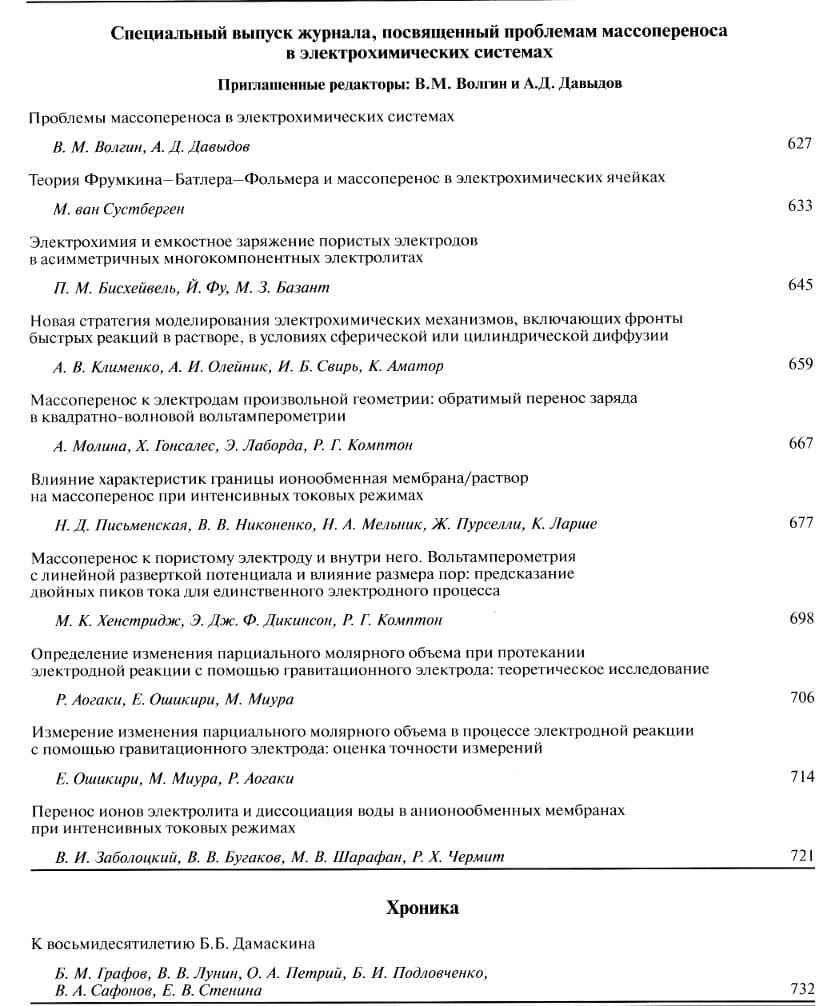 Специальный выпуск журнала, посвященный проблемам массопереноса
в электрохимических системах
Приглашенные редакторы: В.М. Волгин и А.Д. Давыдов
Проблемы массопереноса в электрохимических системах
В. М. Волгин, А. Д. Давыдов 627
Теория Фрумкина–Батлера–Фольмера и массоперенос в электрохимических ячейках
М. ван Сустберген 633
Электрохимия и емкостное заряжение пористых электродов
в асимметричных многокомпонентных электролитах
П. М. Бисхейвель, Й. Фу, М. З. Базант 645
Новая стратегия моделирования электрохимических механизмов, включающих фронты
быстрых реакций в растворе, в условиях сферической или цилиндрической диффузии
А. В. Клименко, А. И. Олейник, И. Б. Свирь, К. Аматор 659
Массоперенос к электродам произвольной геометрии: обратимый перенос заряда
в квадратно-волновой вольтамперометрии
А. Молина, Х. Гонсалес, Э. Лаборда, Р. Г. Комптон 667
Влияние характеристик границы ионообменная мембрана/раствор
на массоперенос при интенсивных токовых режимах
Н. Д. Письменская, В. В. Никоненко, Н. А. Мельник, Ж. Пурселли, К. Ларше 677
Массоперенос к пористому электроду и внутри него. Вольтамперометрия
с линейной разверткой потенциала и влияние размера пор: предсказание
двойных пиков тока для единственного электродного процесса
М. К. Хенстридж, Э. Дж. Ф. Дикинсон, Р. Г. Комптон 698
Определение изменения парциального молярного объема при протекании
электродной реакции с помощью гравитационного электрода: теоретическое исследование
Р. Аогаки, Е. Ошикири, М. Миура 706
Измерение изменения парциального молярного объема в процессе электродной реакции
с помощью гравитационного электрода: оценка точности измерений
Е. Ошикири, М. Миура, Р. Аогаки 714
Перенос ионов электролита и диссоциация воды в анионообменных мембранах
при интенсивных токовых режимах
В. И. Заболоцкий, В. В. Бугаков, М. В. Шарафан, Р. Х. Чермит 721
Хроника
К восьмидесятилетию Б.Б. Дамаскина
Б. М. Графов, В. В. Лунин, О. А. Петрий, Б. И. Подловченко,
В. А. Сафонов, Е. В. Стенина 732